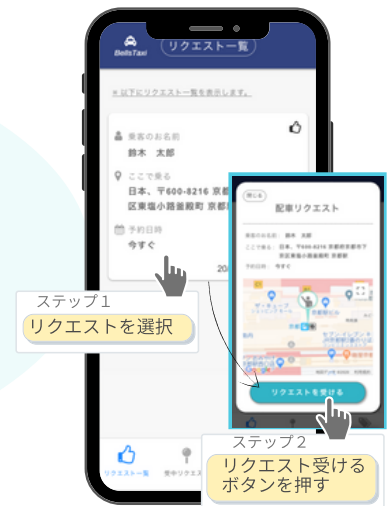 BellsTaxi
リクエスト一覧
※ 以下にリクエスト一覧を表示します。
乗客のお名前
鈴木 太郎
ここで乗る
日本、〒600-8216 京都
区東塩小路釜殿町 京都
予約日時
今すぐ
20
ステップ1
リクエストを選択
リクエスト一覧
受中リクエス
閉じる
配車リクエスト
乗客のお名前: 鈴木 太郎
ここで乗る: 日本、〒600-8216 京都府京都市下
京区東塩小路釜殿町 京都駅
予約日時: 今すぐ
リクエストを受ける
ステップ2
リクエスト受ける
ボタンを押す